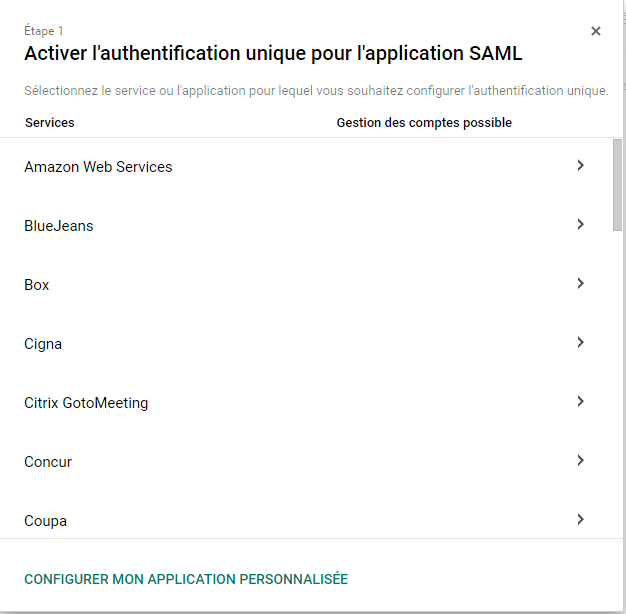 Étape 1
Activer l'authentification unique pour l'application SAML
Sélectionnez le service ou l'application pour lequel vous souhaitez configurer l'authentification unique.
Services Gestion des comptes possible
Amazon Web Services
BlueJeans
Box
Cigna
Citrix GotoMeeting
Concur
Coupa
CONFIGURER MON APPLICATION PERSONNALISÉE